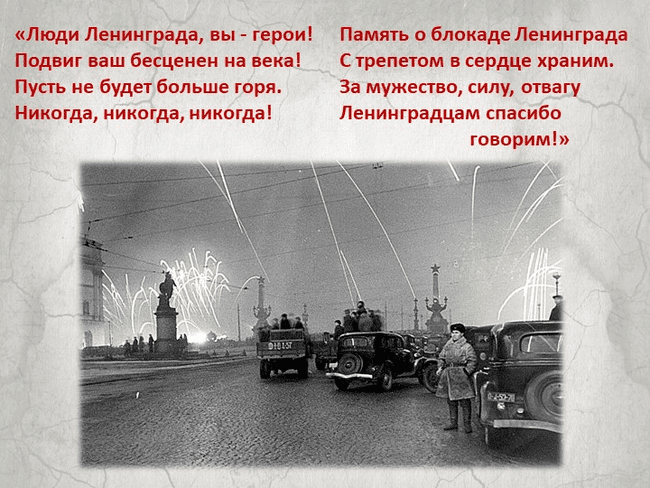 «Люди Ленинграда, вы - герои!
Подвиг ваш бесценен на века!
Пусть не будет больше горя.
Никогда, никогда, никогда!
Память о блокаде Ленинграда
С трепетом в сердце храним.
За мужество, силу, отвагу
Ленинградцам спасибо
говорим!»